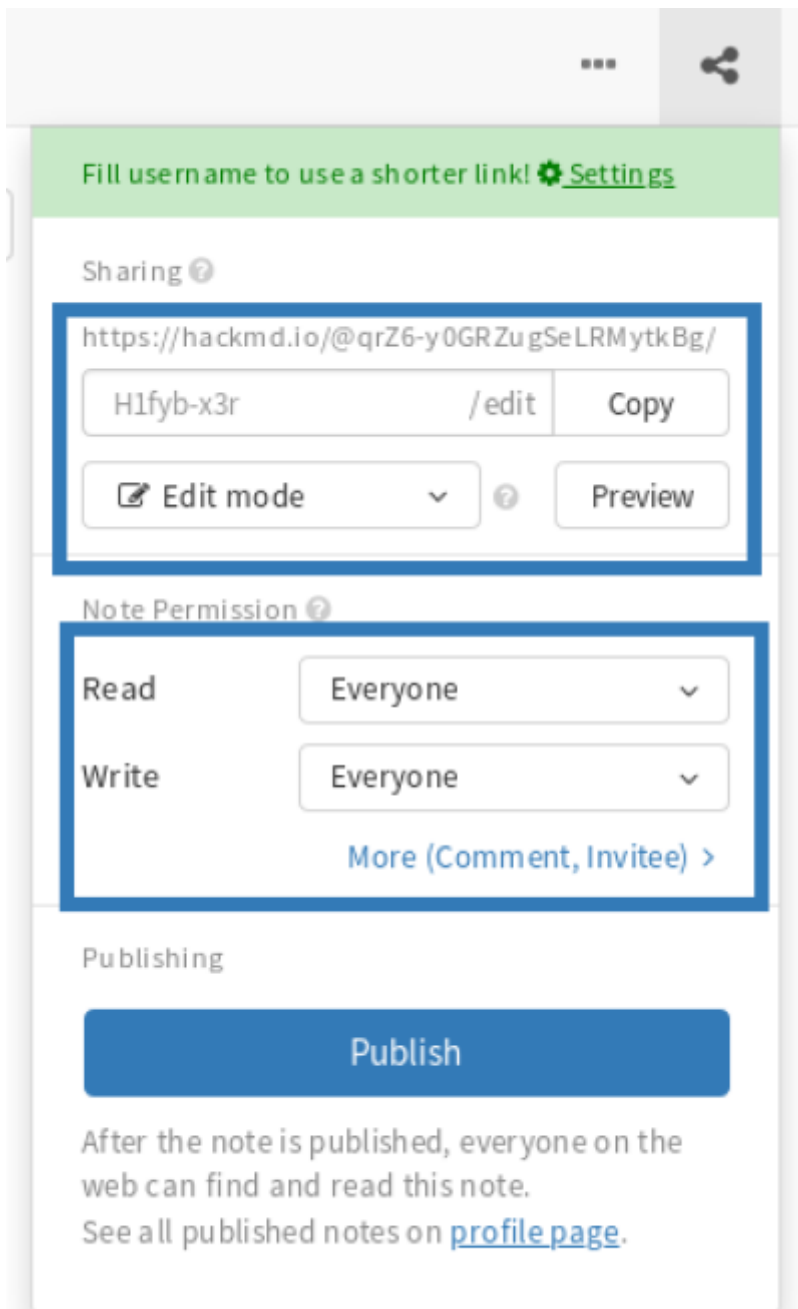 Fill username to use a shorter link! Settings
Sharing
https://hackmd.io/@qrZ6-y0GRZugSeLRMytkBg/
H1fyb-x3r /edit Copy
Edit mode Preview
Note Permission
Read Everyone
Write Everyone
More (Comment, Invitee) >
Publishing
Publish
After the note is published, everyone on the
web can find and read this note.
See all published notes on profile page.